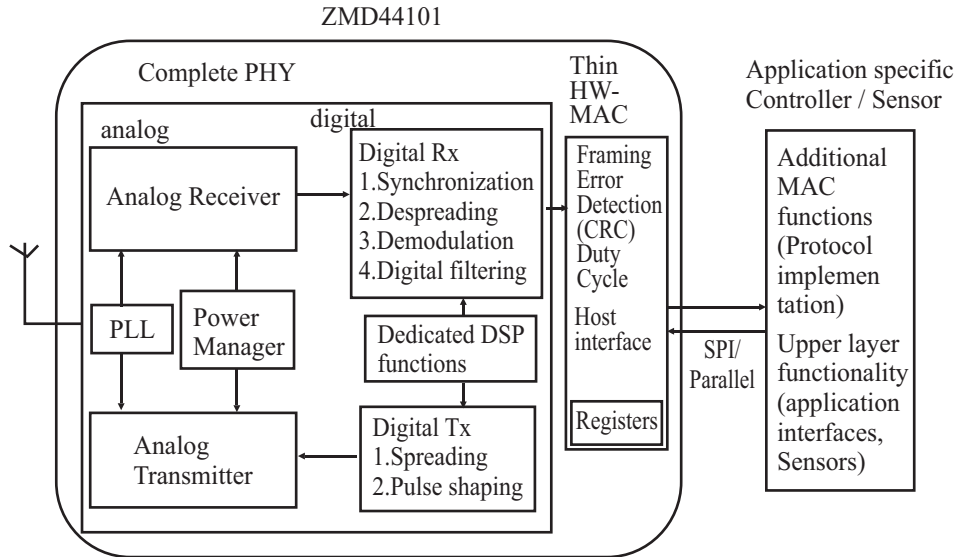 ZMD44101
Complete PHY
Thin
HW-
MAC
Application specific
Controller / Sensor
analog
digital
Analog Receiver
Digital Rx
1.Synchronization
2.Despreading
3.Demodulation
4.Digital filtering
Framing
Error
Detection
(CRC)
Duty
Cycle
Host
interface
Registers
Additional
MAC
functions
(Protocol
implemen
tation)
Upper layer
functionality
(application
interfaces,
Sensors)
PLL
Power
Manager
Dedicated DSP
functions
SPI/
Parallel
Analog
Transmitter
Digital Tx
1.Spreading
2.Pulse shaping